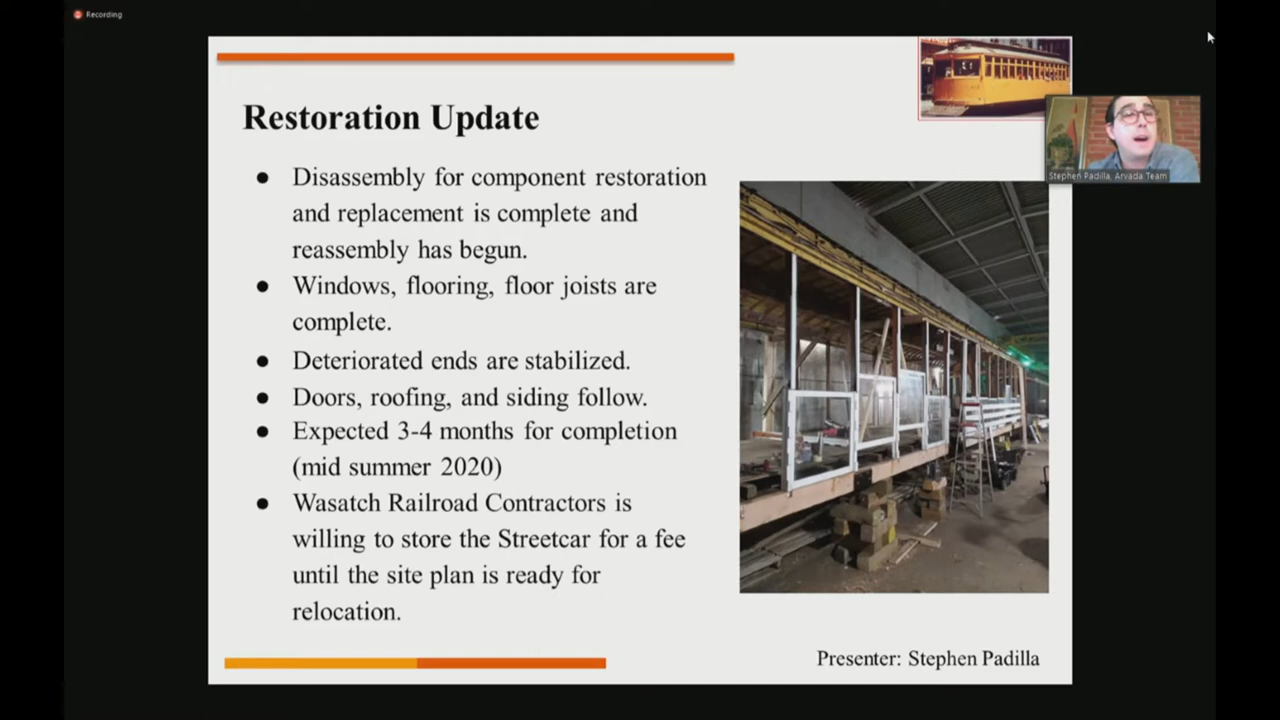 Recording
Restoration Update
● Disassembly for component restoration
and replacement is complete and
reassembly has begun.
● Windows, flooring, floor joists are
complete.
● Deteriorated ends are stabilized.
● Doors, roofing, and siding follow.
● Expected 3-4 months for completion
(mid summer 2020)
● Wasatch Railroad Contractors is
willing to store the Streetcar for a fee
until the site plan is ready for
relocation.
Stephen Padilla, Arvada Team
Presenter: Stephen Padilla